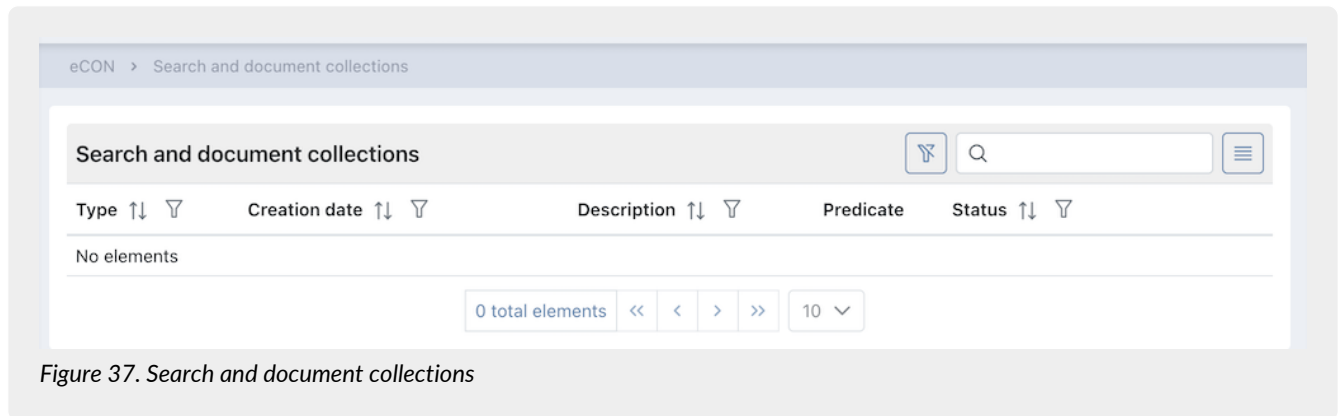 eCON > Search and document collections
Search and document collections
Type Creation date Description Predicate Status
No elements
0 total elements << < > >> 10
Figure 37. Search and document collections